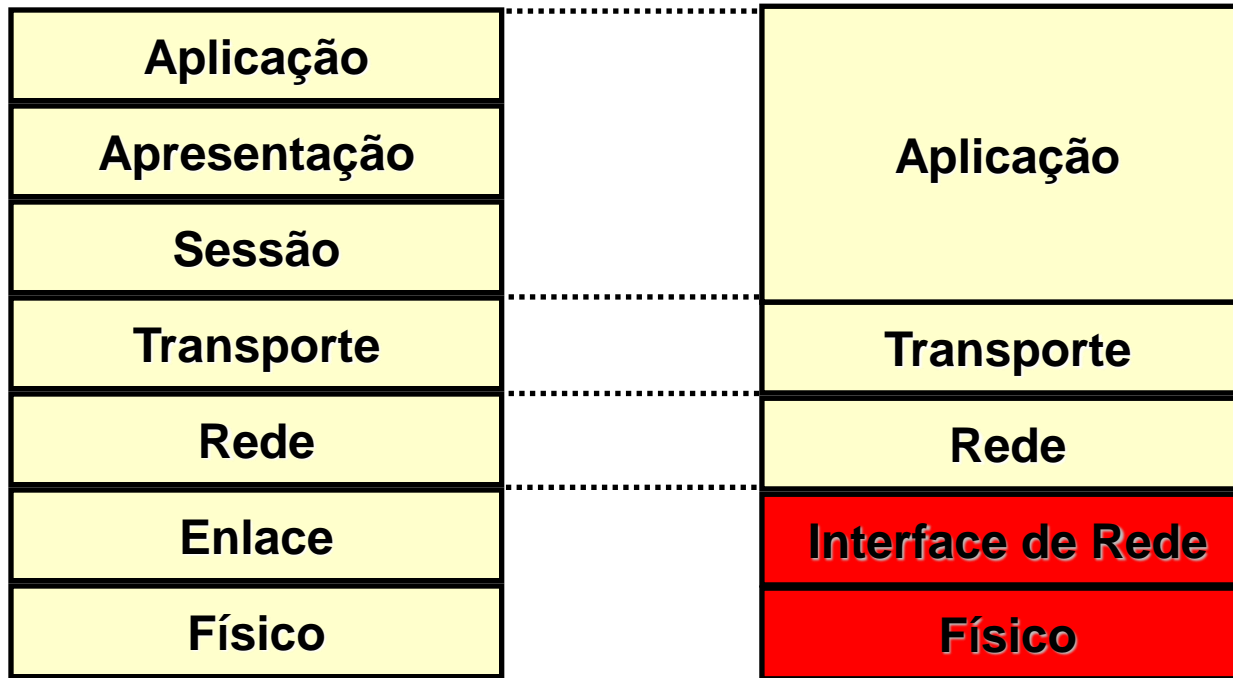 Aplicação
Apresentação
Sessão
Transporte
Rede
Enlace
Físico
Aplicação
Transporte
Rede
Interface de Rede
Físico